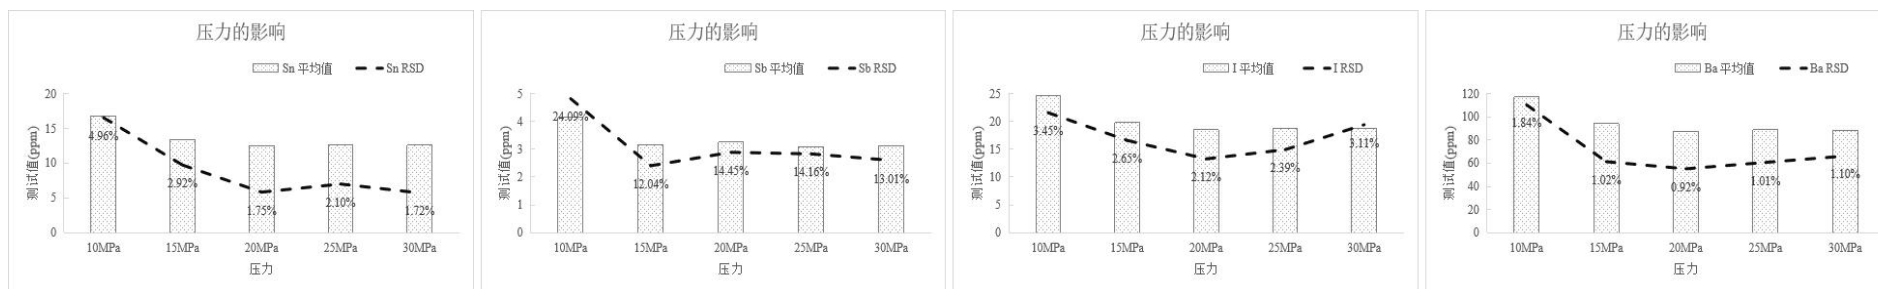 压力的影响
Sn 平均值 Sn RSD
测试值(ppm)
20
15
10
5
0
4.96%
2.92%
1.75%
2.10%
1.72%
10MPa 15MPa 20MPa 25MPa 30MPa
压力
压力的影响
Sb 平均值 Sb RSD
测试值(ppm)
5
4
3
2
1
0
24.09%
12.04%
14.45%
14.16%
13.01%
10MPa 15MPa 20MPa 25MPa 30MPa
压力
压力的影响
I 平均值 I RSD
测试值(ppm)
25
20
15
10
5
0
3.45%
2.65%
2.12%
2.39%
3.11%
10MPa 15MPa 20MPa 25MPa 30MPa
压力
压力的影响
Ba 平均值 Ba RSD
测试值(ppm)
120
100
80
60
40
20
0
1.84%
1.02%
0.92%
1.01%
1.10%
10MPa 15MPa 20MPa 25MPa 30MPa
压力